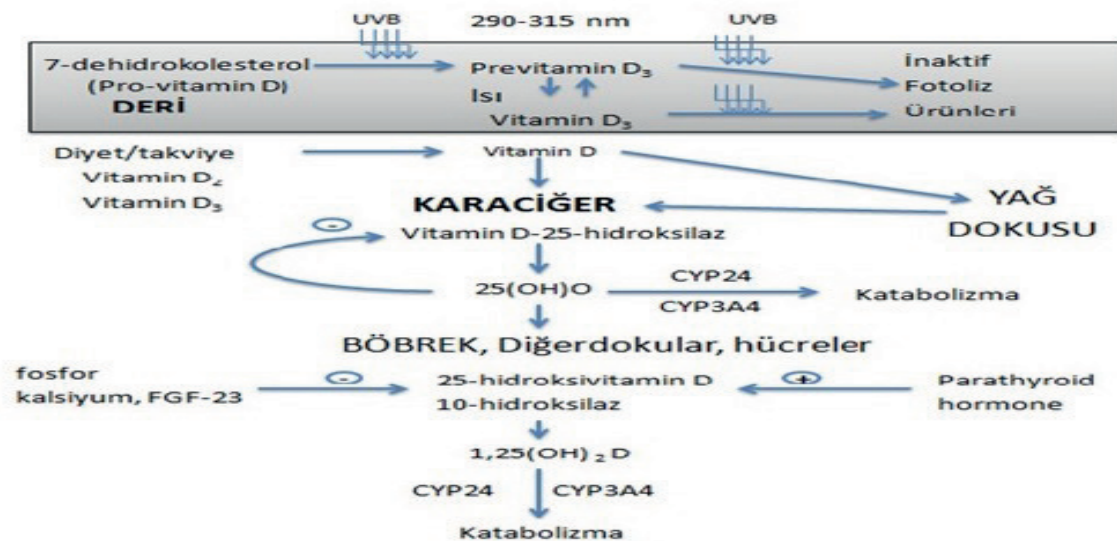 UVB 290-315 nm UVB
7-dehidrokolesterol Previtamin D₃ İnaktif
(Pro-vitamin D) Isı Fotoliz
DERİ Vitamin D₃ Ürünleri
Diyet/takviye Vitamin D
Vitamin D₂
Vitamin D₃
KARACİĞER
YAĞ
DOKUSU
-
Vitamin D-25-hidroksilaz
25(OH)O
CYP24
CYP3A4
Katabolizma
BÖBREK, Diğerdokular, hücreler
fosfor
kalsiyum, FGF-23
-
25-hidroksivitamin D
10-hidroksilaz
+
Parathyroid
hormone
1,25(OH)₂ D
CYP24 CYP3A4
Katabolizma